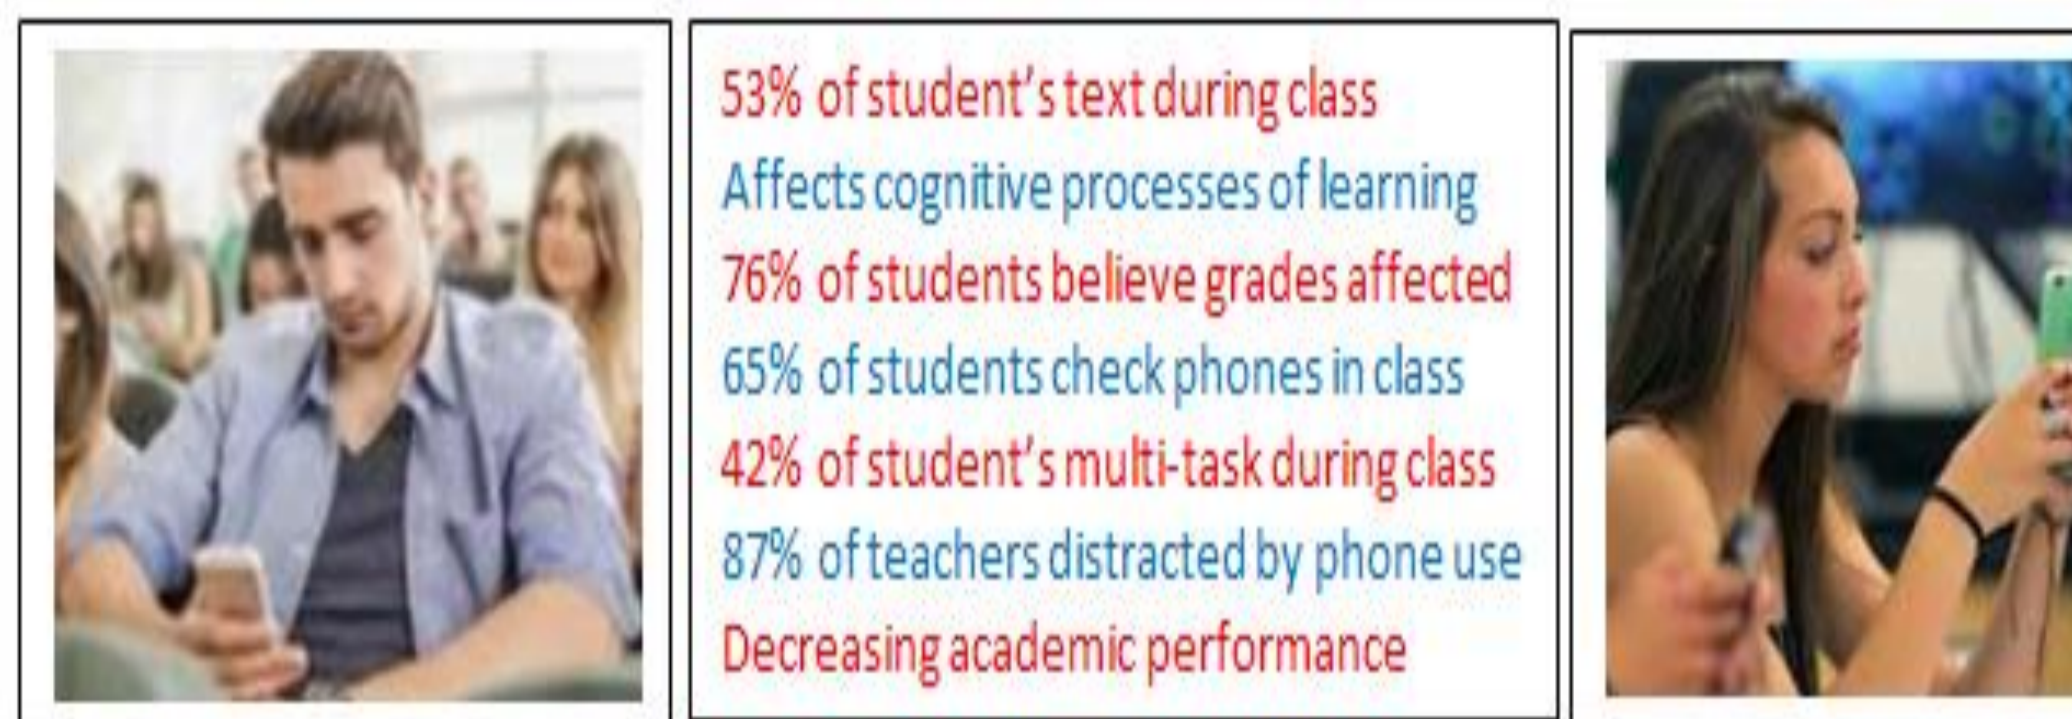 53% of student's text during class
Affects cognitive processes of learning
76% of students believe grades affected
65% of students check phones in class
42% of student's multi-task during class
87% of teachers distracted by phone use
Decreasing academic performance